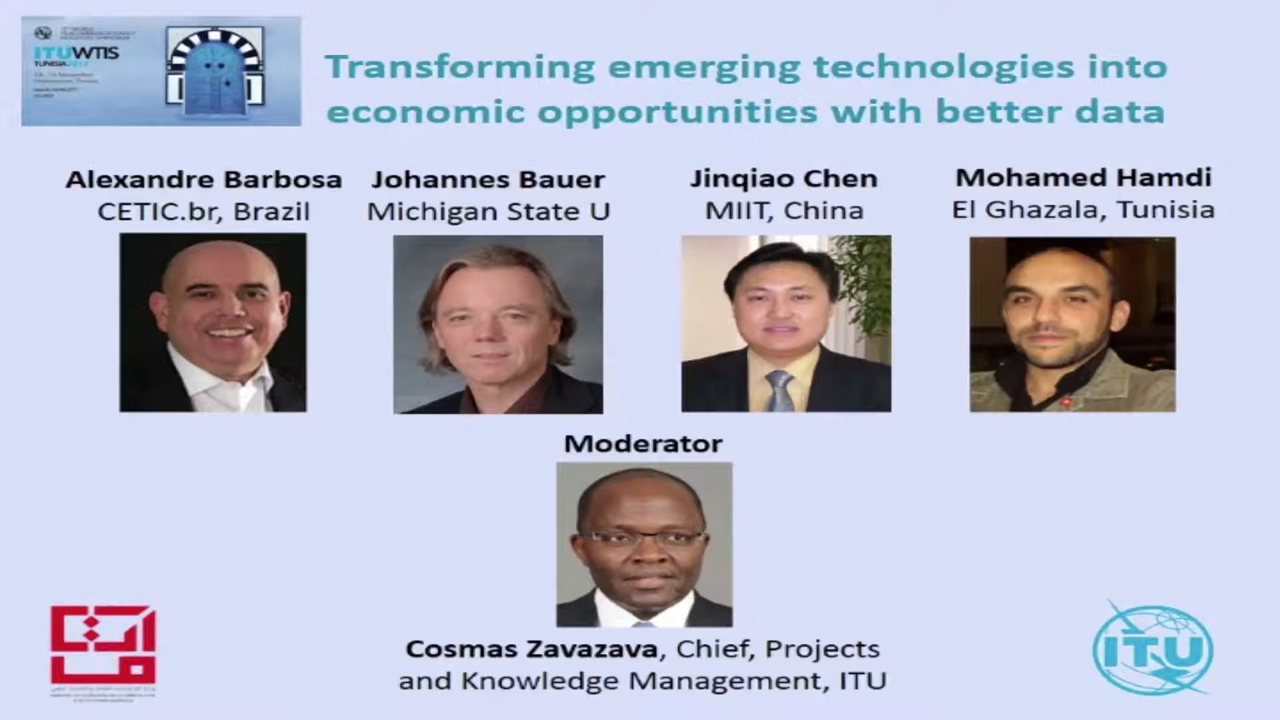 ITUWTIS
TUNISIA2017
Transforming emerging technologies into
economic opportunities with better data
Alexandre Barbosa
CETIC.br, Brazil
Johannes Bauer
Michigan State U
Jinqiao Chen
MIIT, China
Mohamed Hamdi
El Ghazala, Tunisia
Moderator
Cosmas Zavazava, Chief, Projects
and Knowledge Management, ITU
ITU